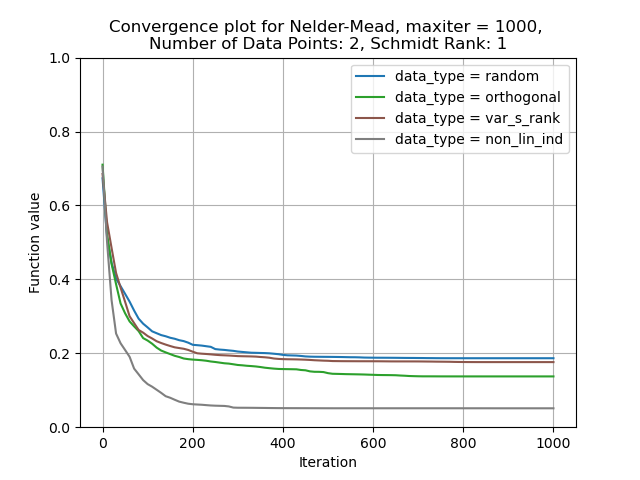 Convergence plot for Nelder-Mead, maxiter = 1000,
Number of Data Points: 2, Schmidt Rank: 1
1.0
0.8
0.6
0.4
0.2
0.0
Function value
data_type = random
data_type = orthogonal
data_type = var_s_rank
data_type = non_lin_ind
0 200 400 600 800 1000
Iteration